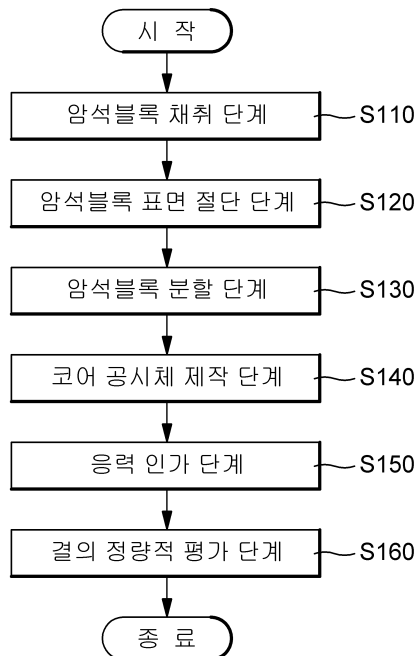 시 작
암석블록 채취 단계 S110
암석블록 표면 절단 단계 S120
암석블록 분할 단계 S130
코어 공시체 제작 단계 S140
응력 인가 단계 S150
결의 정량적 평가 단계 S160
종 료